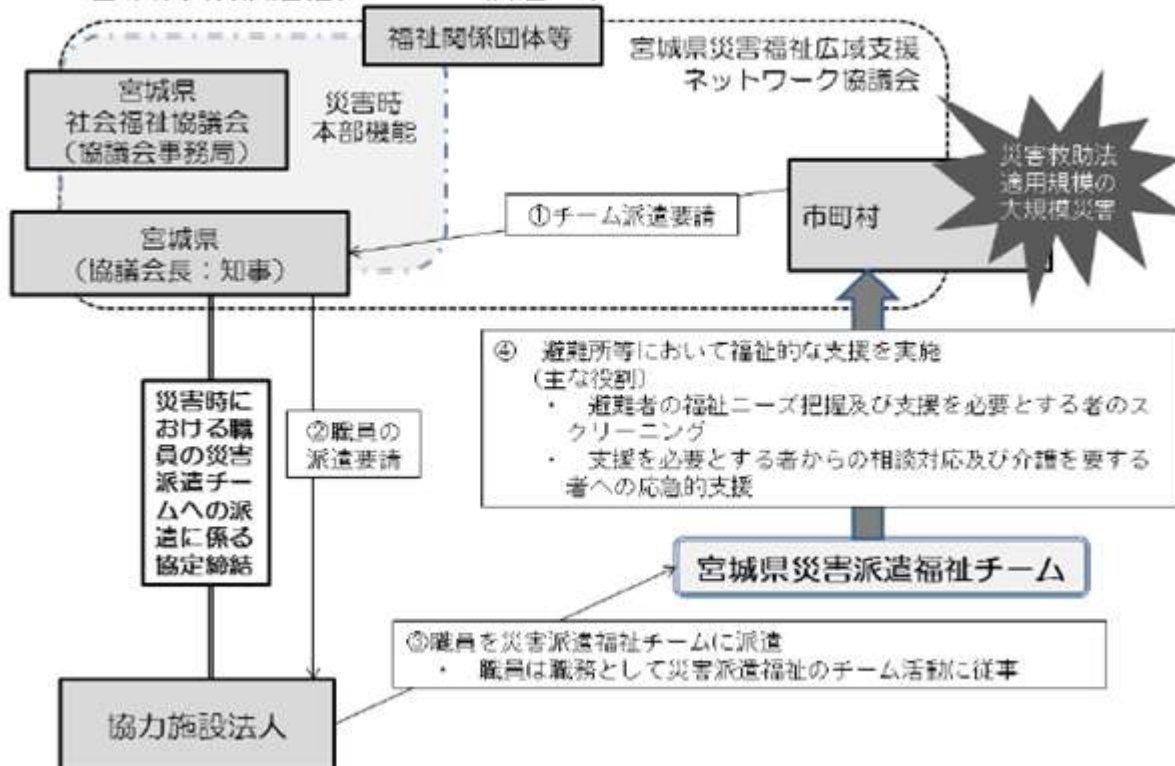 福祉関係団体等
宮城県災害福祉広域支援
ネットワーク協議会
宮城県
社会福祉協議会
（協議会事務局）
災害時
本部機能
災害救助法
適用規模の
大規模災害
①チーム派遣要請
市町村
宮城県
（協議会長：知事）
災害時に
おける職
員の災害
派遣チー
ムへの派
遣に係る
協定締結
②職員の
派遣要請
④ 避難所等において福祉的な支援を実施
（主な役割）
・ 避難者の福祉ニーズ把握及び支援を必要とする者のス
クリーニング
・ 支援を必要とする者からの相談対応及び介護を要する
者への応急的支援
宮城県災害派遣福祉チーム
③職員を災害派遣福祉チームに派遣
・ 職員は職務として災害派遣福祉のチーム活動に従事
協力施設法人